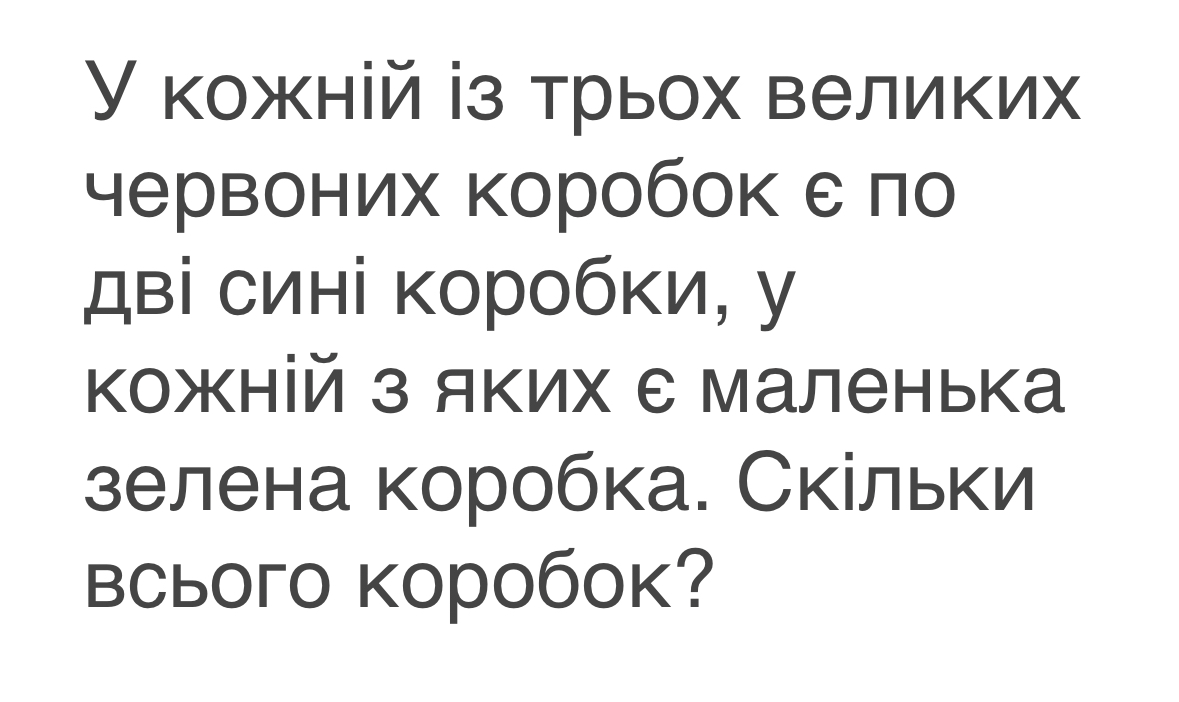 У кожній із трьох великих
червоних коробок є по
дві сині коробки, у
кожній з яких є маленька
зелена коробка. Скільки
всього коробок?